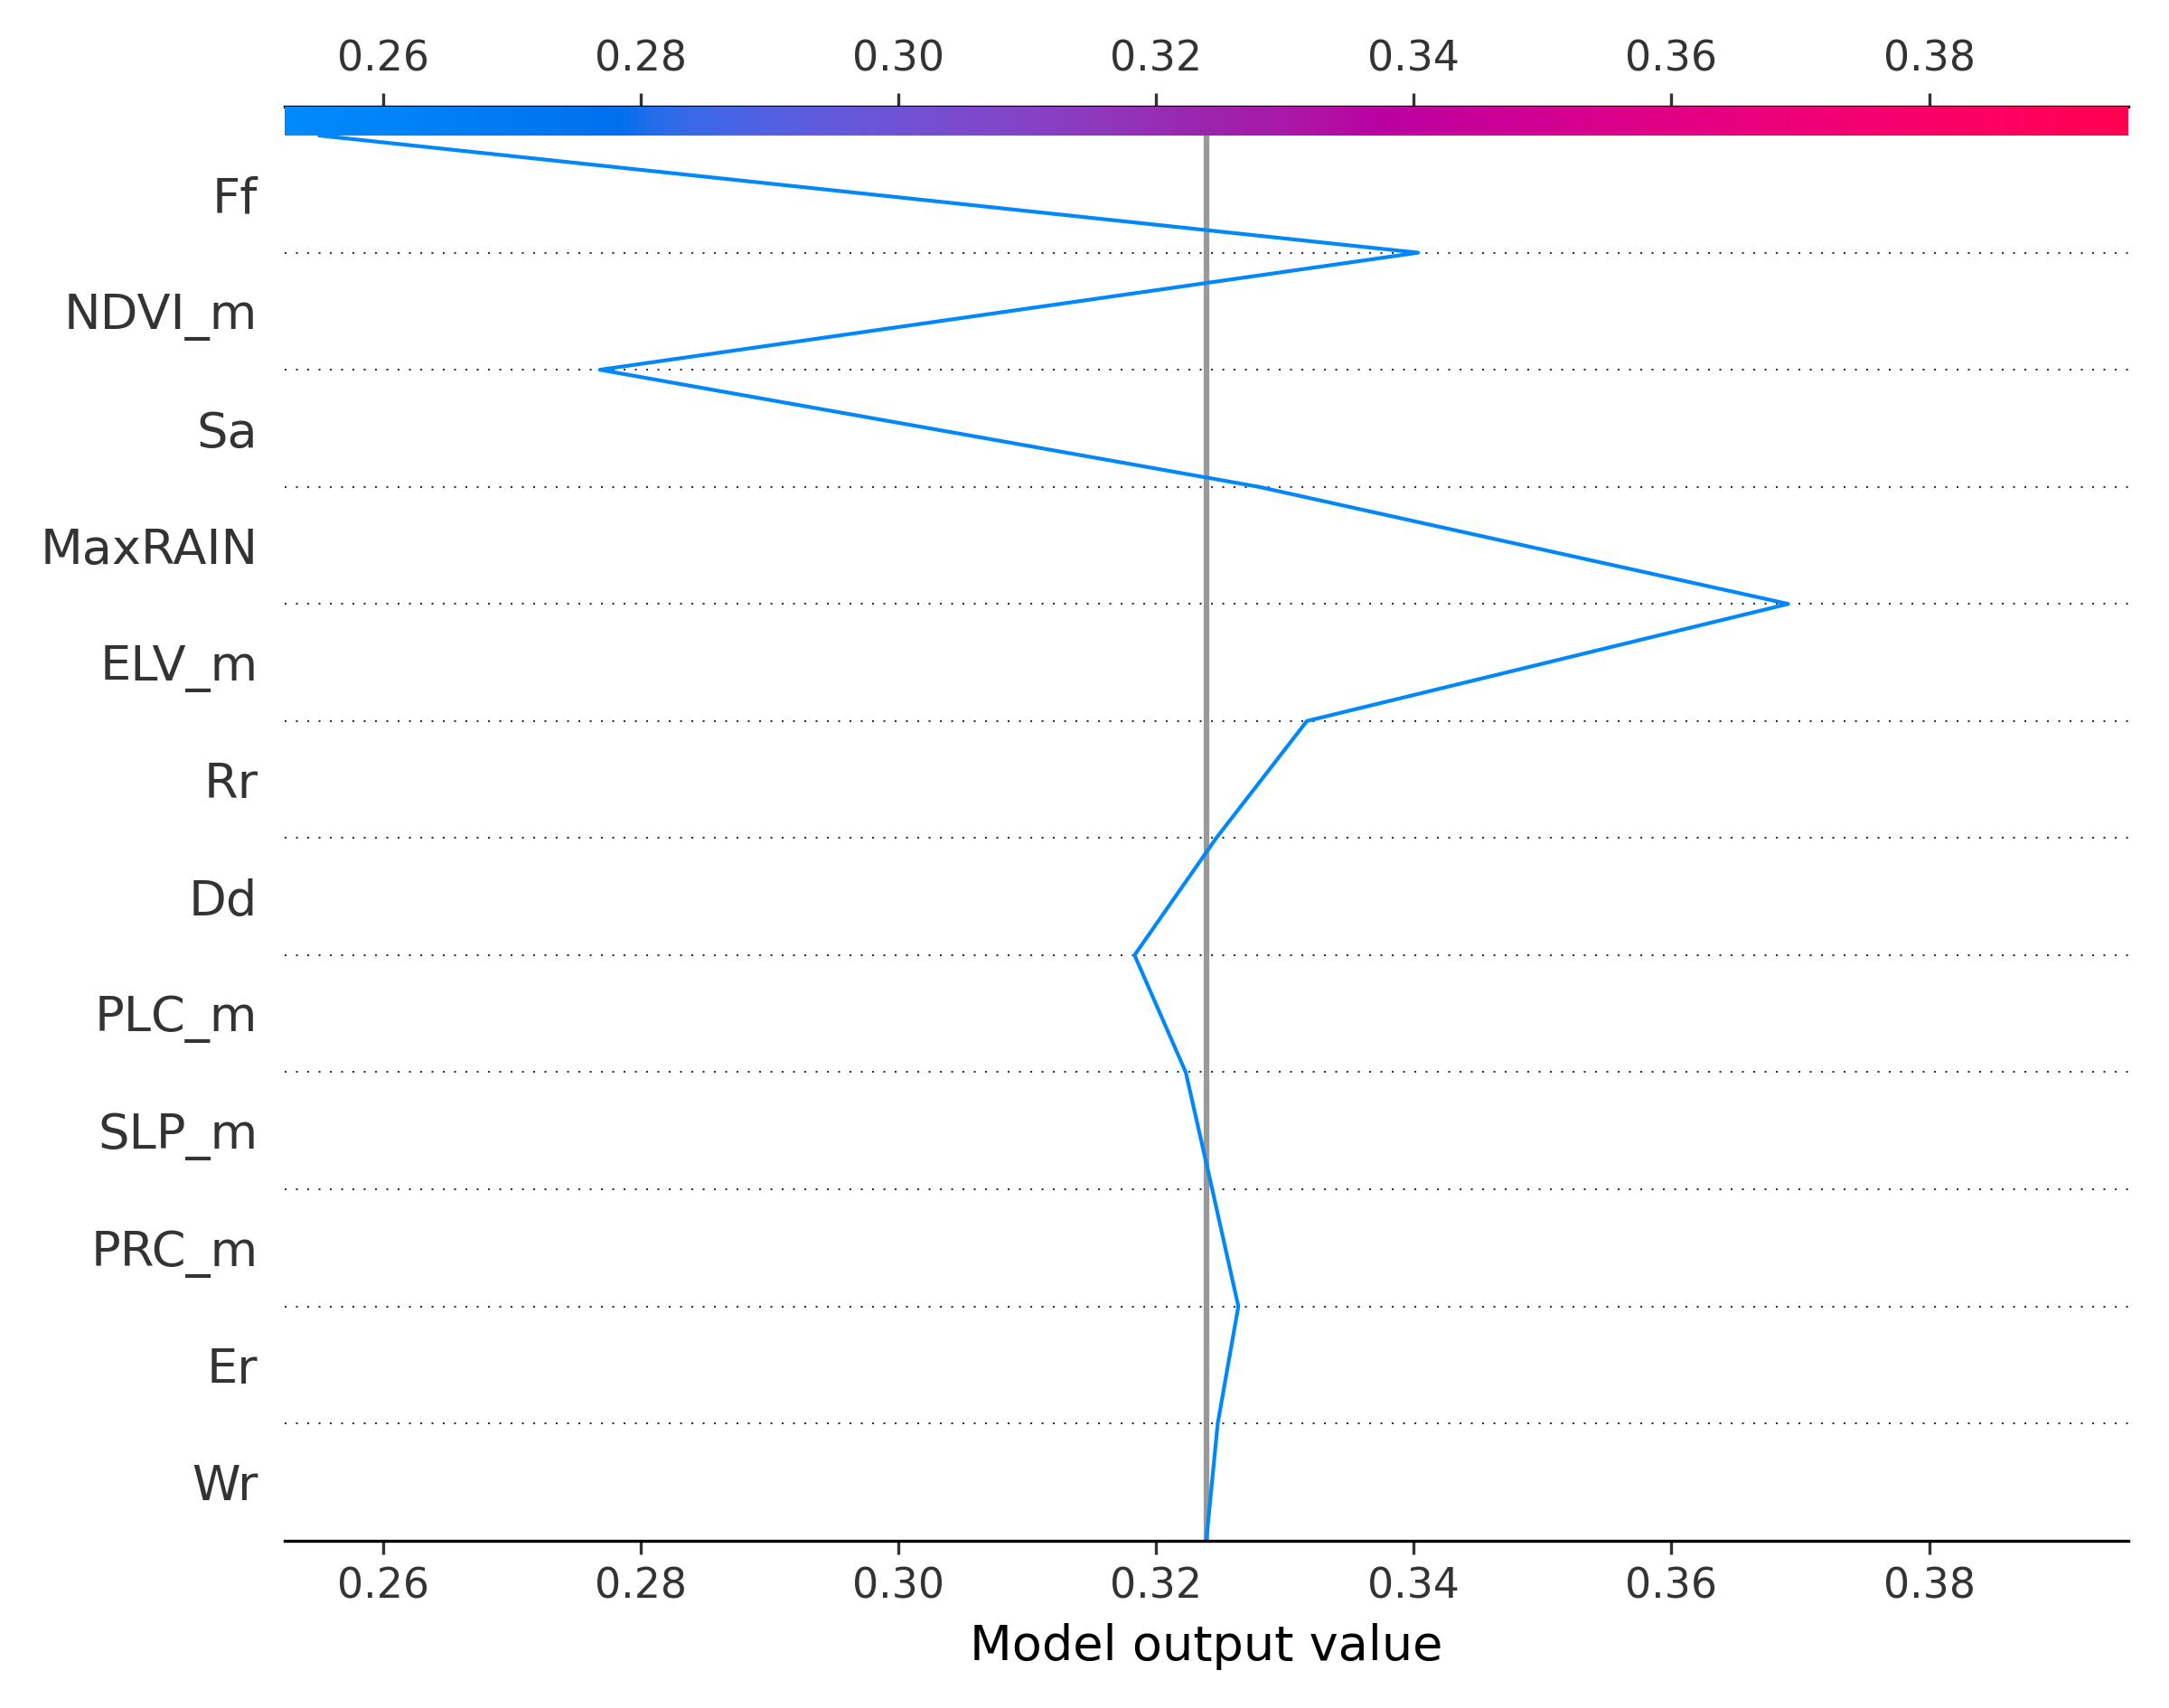 0.26 0.28 0.30 0.32 0.34 0.36 0.38
Ff
NDVI_m
Sa
MaxRAIN
ELV_m
Rr
Dd
PLC_m
SLP_m
PRC_m
Er
Wr
0.26 0.28 0.30 0.32 0.34 0.36 0.38
Model output value